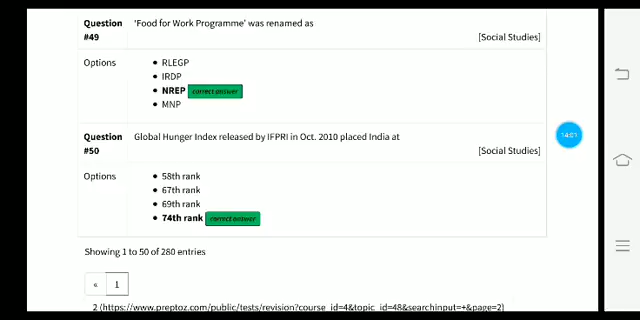 Question 'Food for Work Programme' was renamed as
#49 [Social Studies]
Options • RLEGP
• IRDP
• NREP correct answer
• MNP
Question Global Hunger Index released by IFPRI in Oct. 2010 placed India at
#50 [Social Studies]
Options • 58th rank
• 67th rank
• 69th rank
• 74th rank correct answer
Showing 1 to 50 of 280 entries
« 1
2 (https://www.preptoz.com/public/tests/revision?course_id=4&topic_id=48&searchinput=+&page=2)
14:01